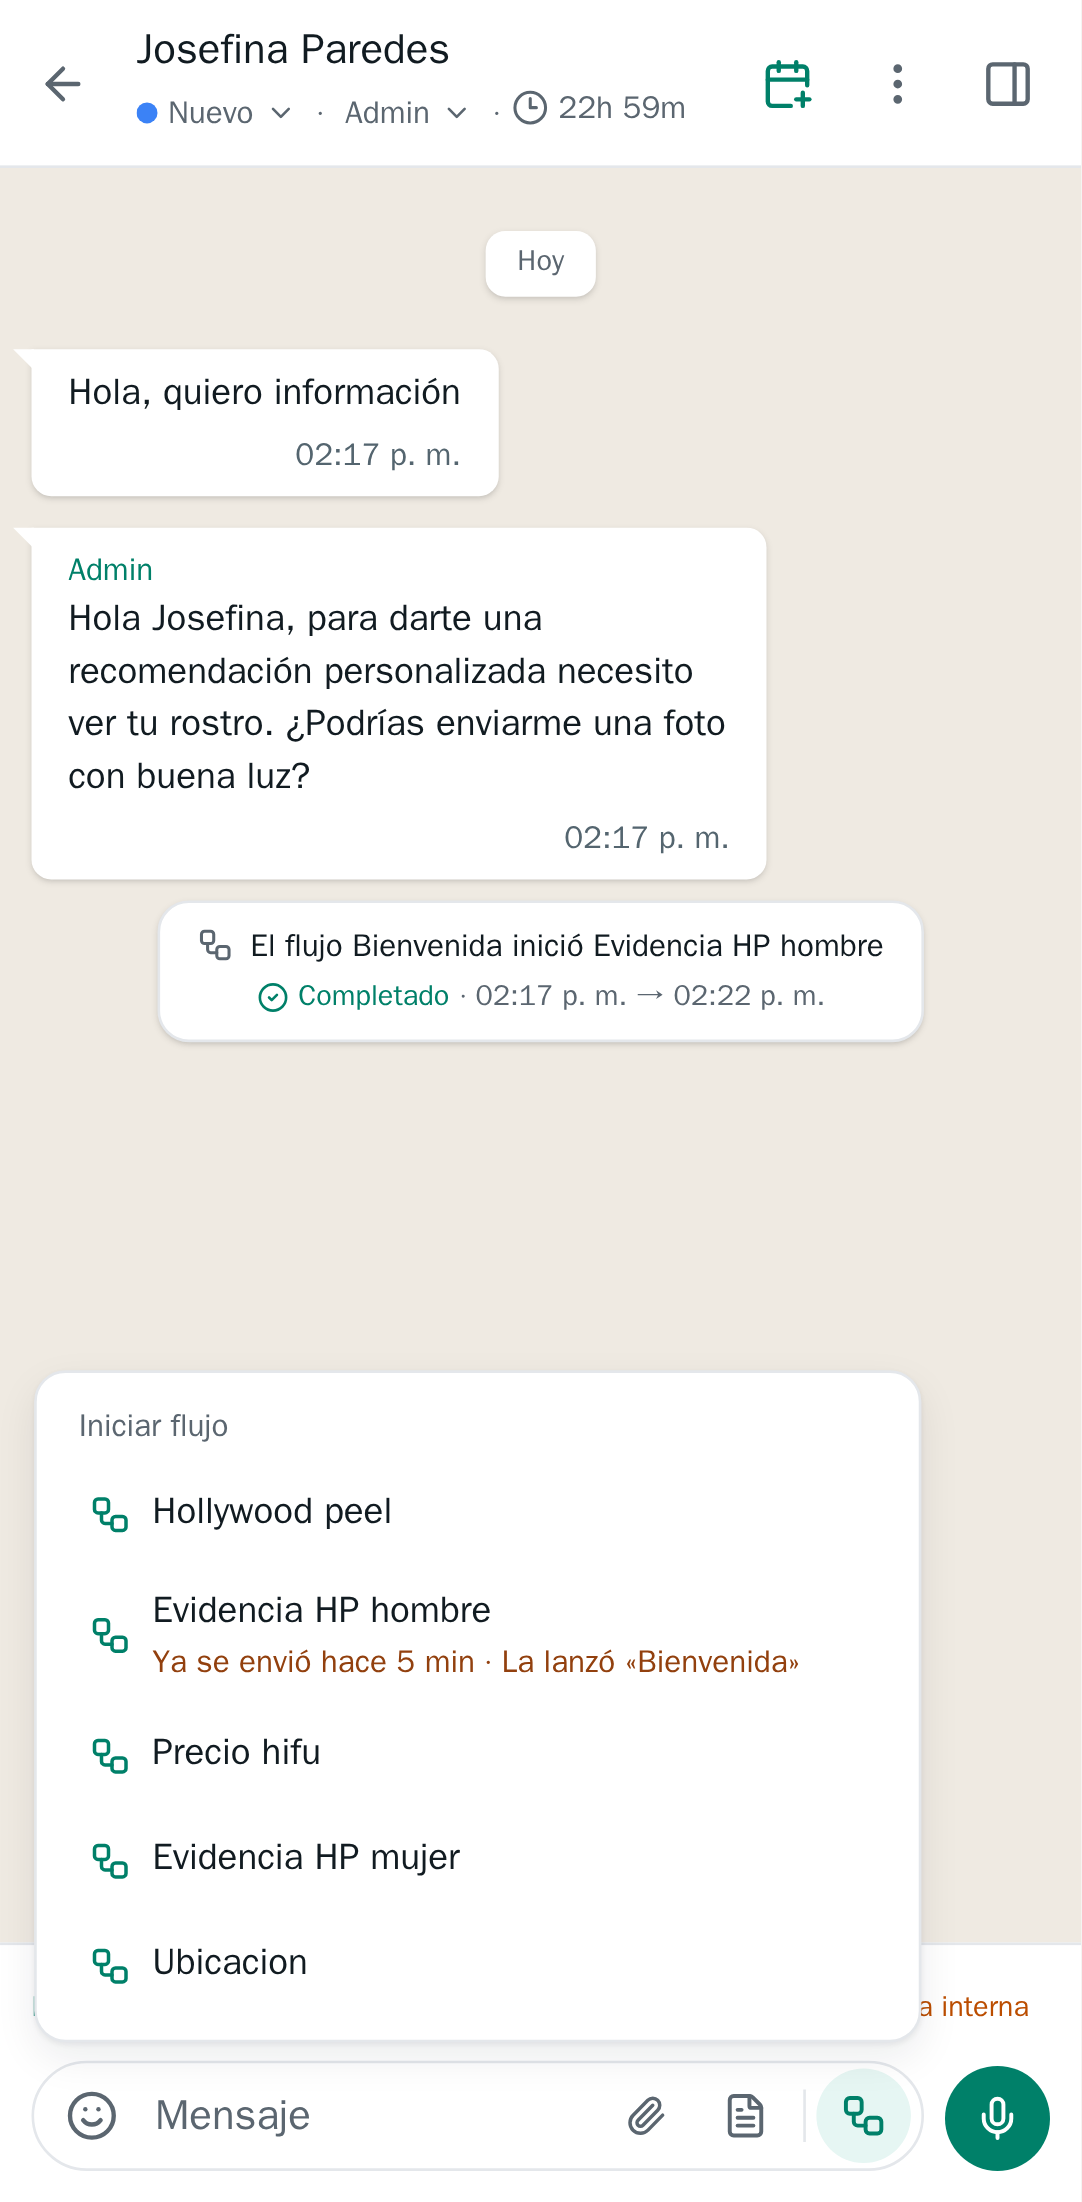 Josefina Paredes
Nuevo · Admin · 22h 59m
Hoy
Hola, quiero información
02:17 p. m.
Admin
Hola Josefina, para darte una
recomendación personalizada necesito
ver tu rostro. ¿Podrías enviarme una foto
con buena luz?
02:17 p. m.
El flujo Bienvenida inició Evidencia HP hombre
Completado · 02:17 p. m. → 02:22 p. m.
Iniciar flujo
Hollywood peel
Evidencia HP hombre
Ya se envió hace 5 min · La lanzó «Bienvenida»
Precio hifu
Evidencia HP mujer
Ubicacion
a interna
Mensaje